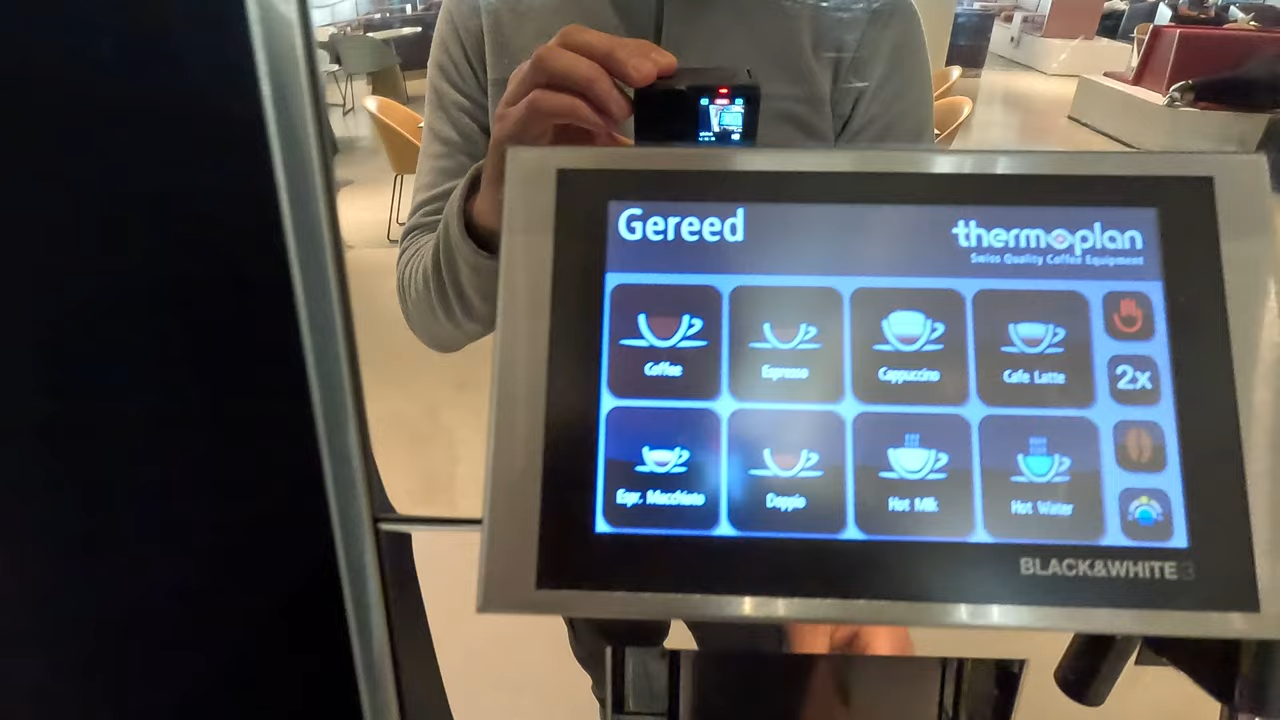 Gereed
thermoplan
Swiss Quality Coffee Equipment
Coffee
Espresso
Cappuccino
Cafe Latte
2x
Espr. Macchiato
Doppio
Hot Milk
Hot Water
BLACK&WHITE3